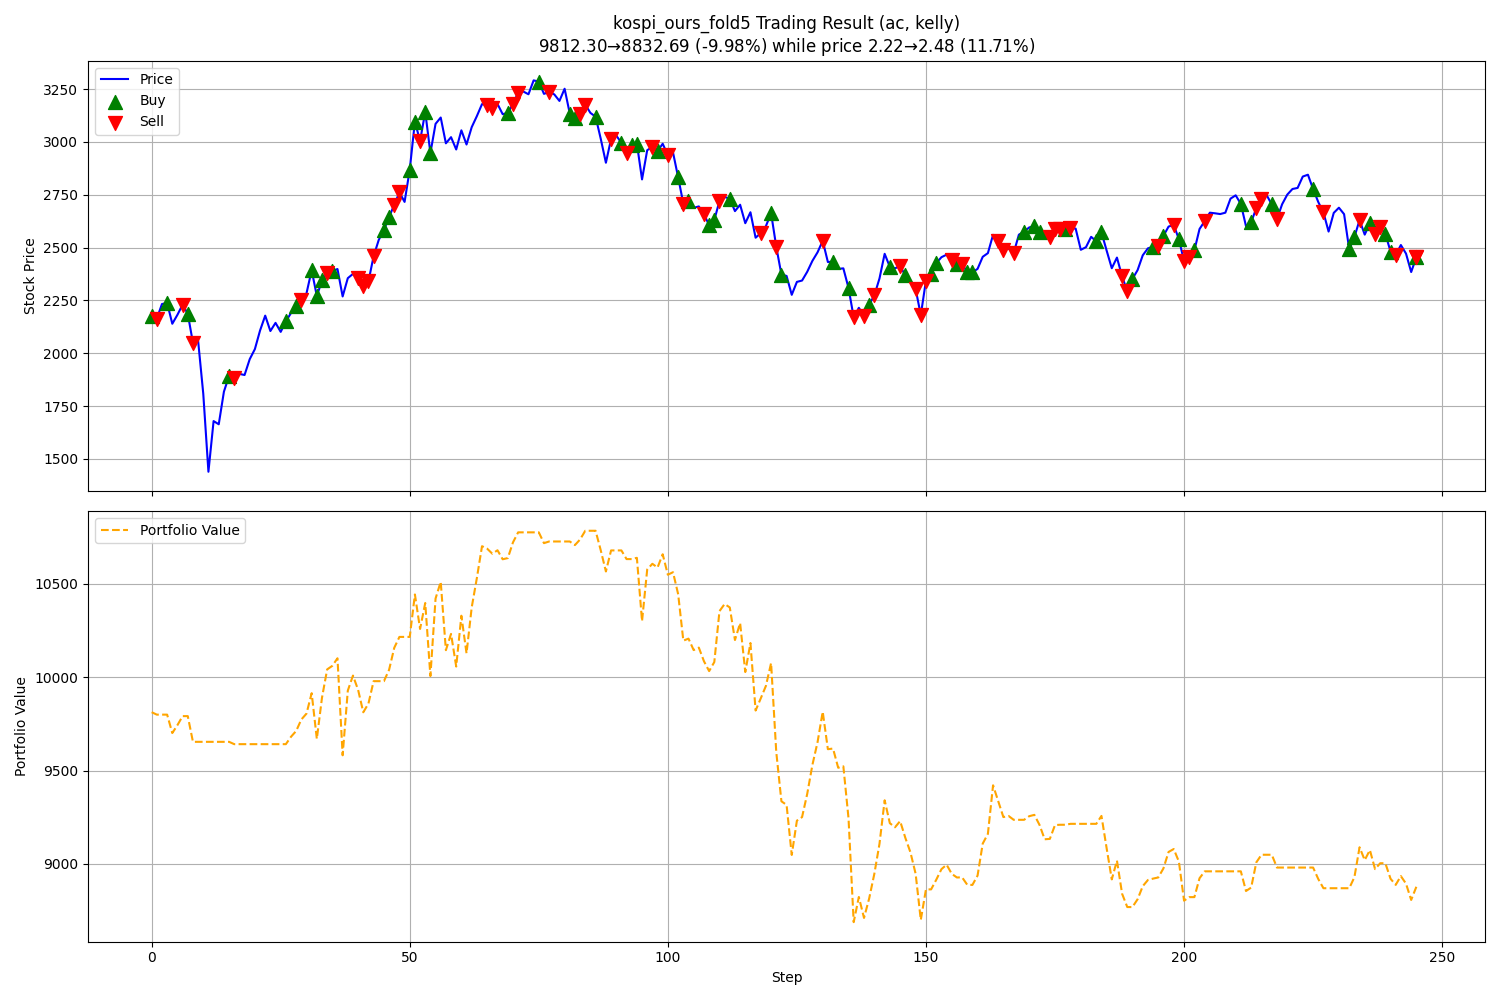 kospi_ours_fold5 Trading Result (ac, kelly)
9812.30→8832.69 (-9.98%) while price 2.22→2.48 (11.71%)
Price
Buy
Sell
3250
3000
2750
2500
2250
2000
1750
1500
Stock Price
Portfolio Value
10500
10000
9500
9000
Portfolio Value
0
50
100
150
200
250
Step